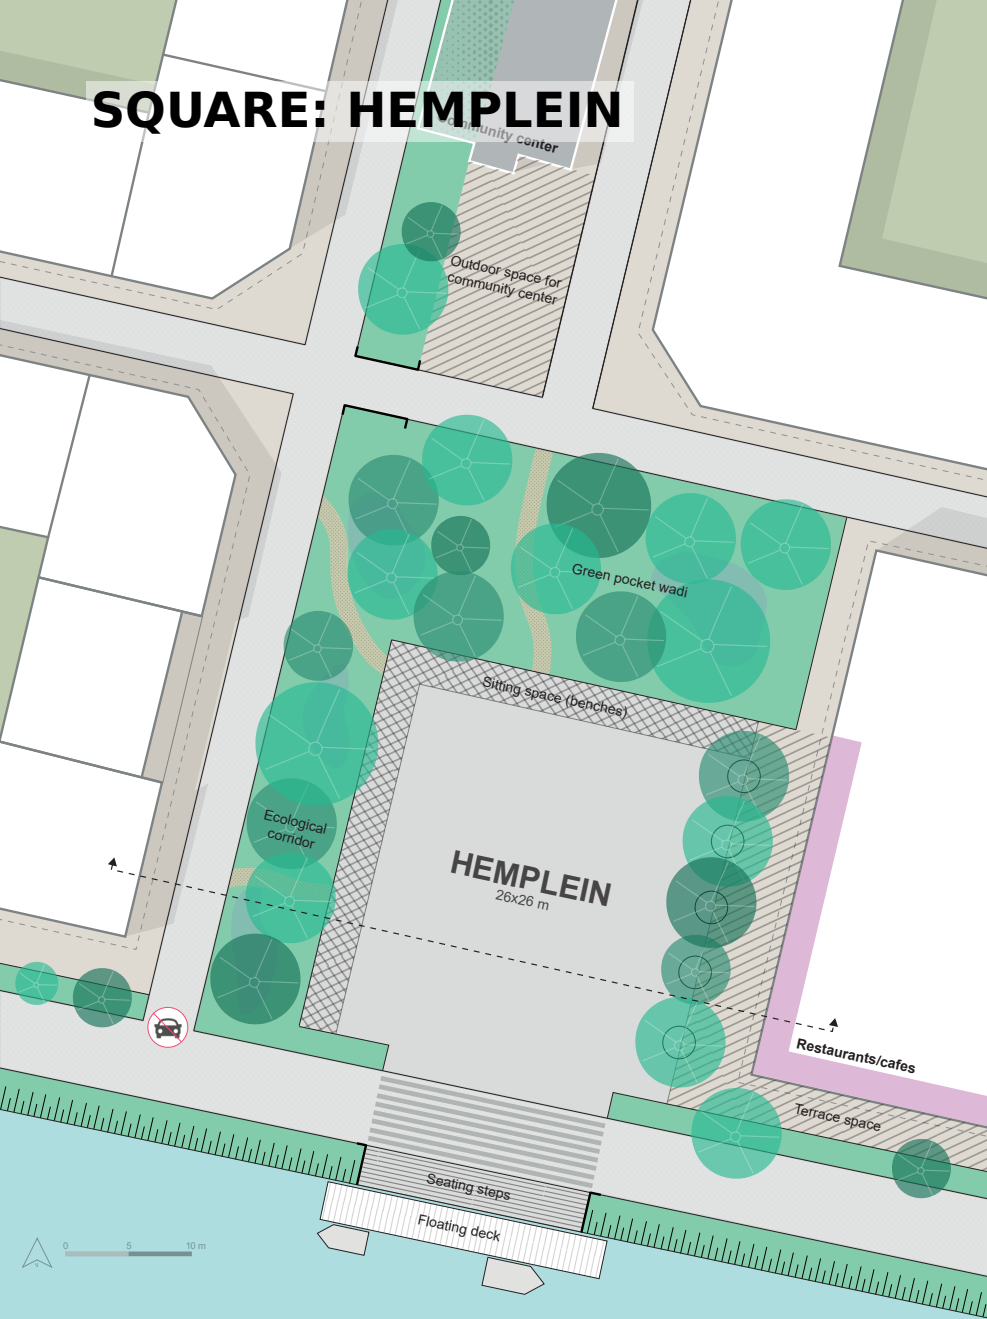 SQUARE: HEMPLEIN
Community center
Outdoor space for
community center
Green pocket wadi
Sitting space (benches)
Ecological
corridor
HEMPLEIN
26x26 m
Restaurants/cafes
Terrace space
Seating steps
Floating deck
0 5 10 m